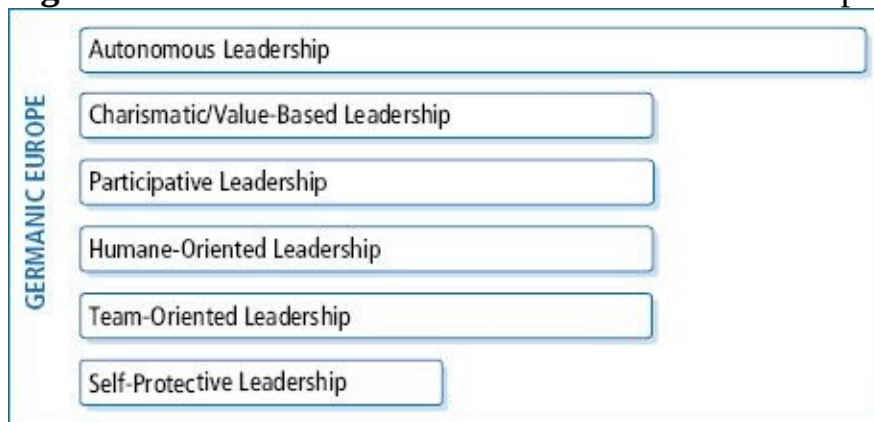 GERMANIC EUROPE
Autonomous Leadership
Charismatic/Value-Based Leadership
Participative Leadership
Humane-Oriented Leadership
Team-Oriented Leadership
Self-Protective Leadership